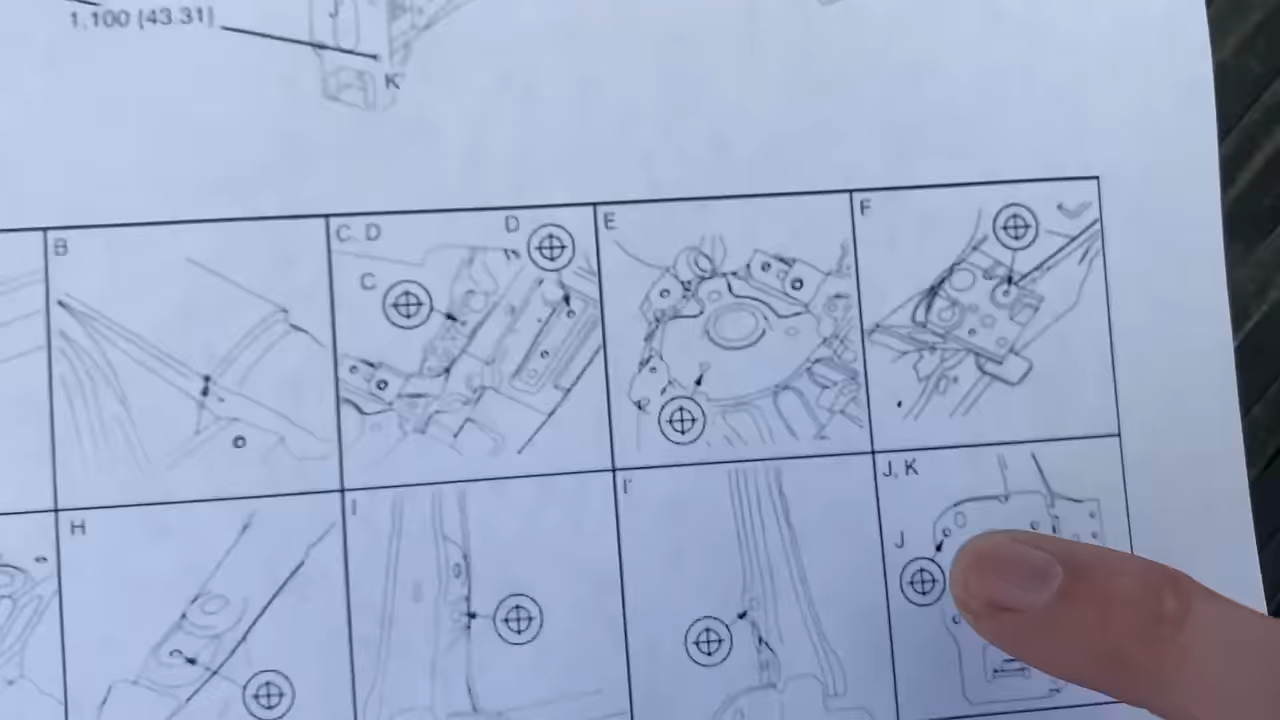 1,100 (43.31)
K
B
C, D
D
C
E
F
H
I
I'
J, K
J